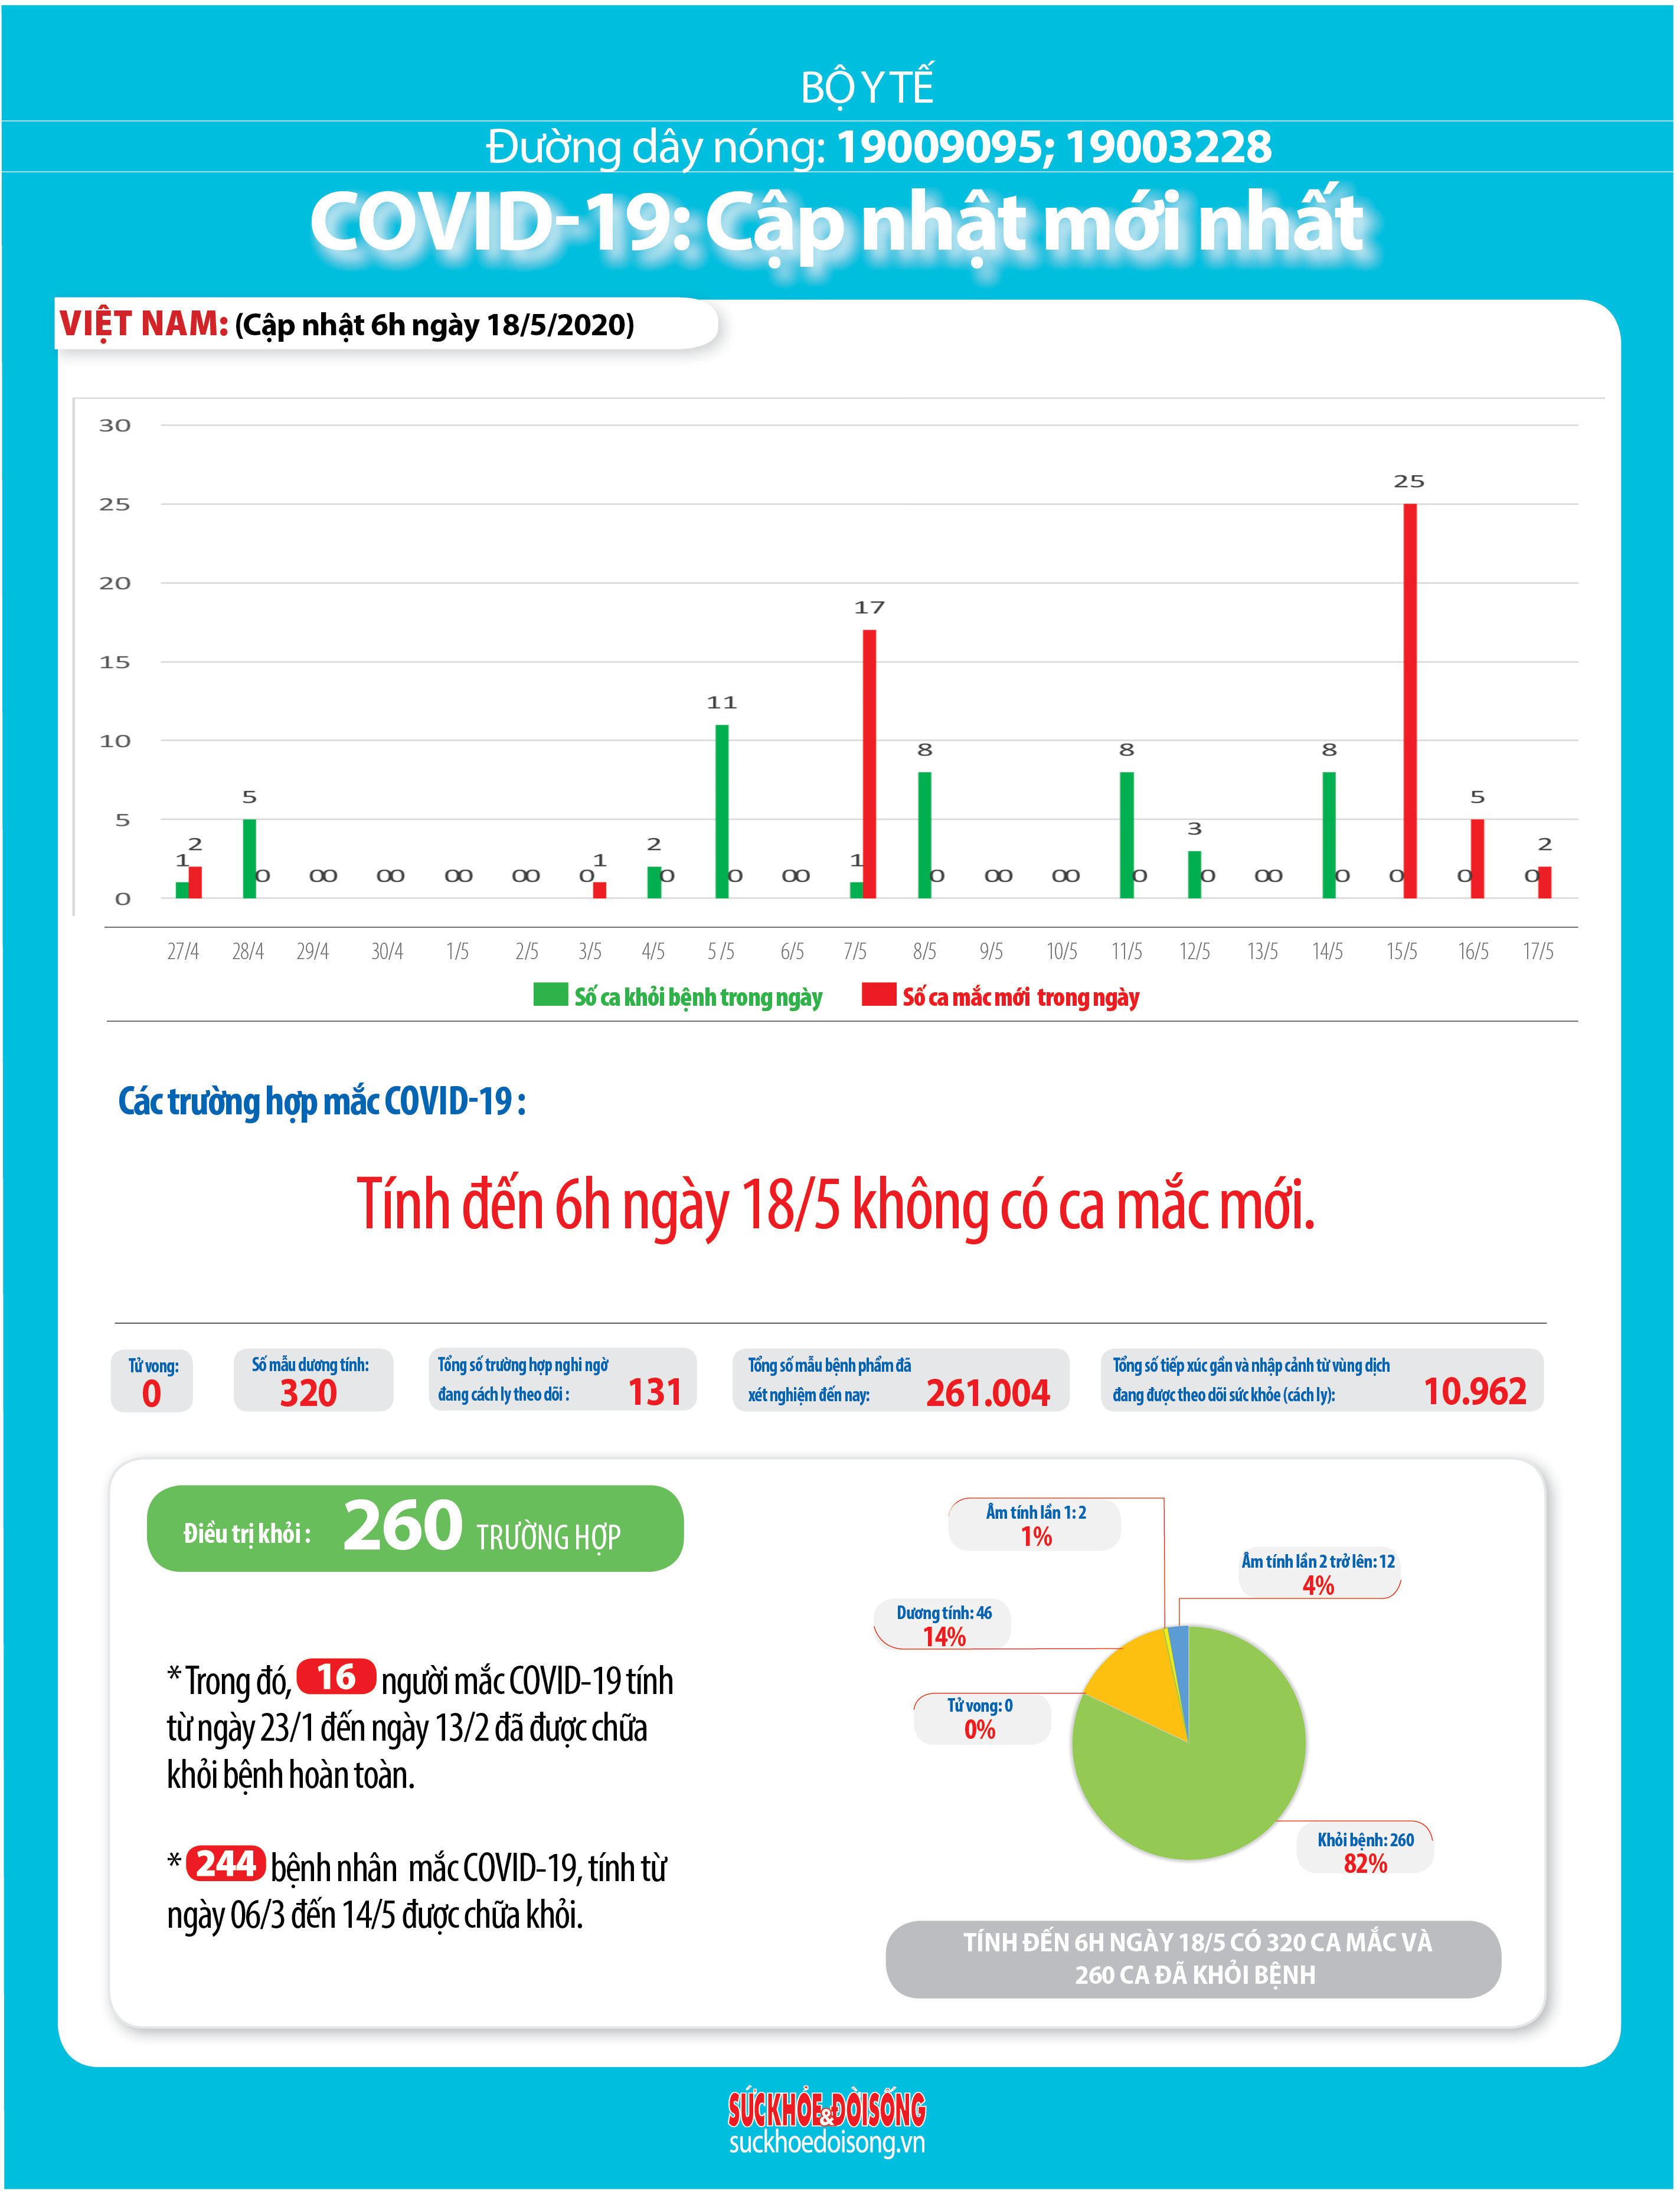 BỘ Y TẾ
Đường dây nóng: 19009095; 19003228
COVID-19: Cập nhật mới nhất
VIỆT NAM: (Cập nhật 6h ngày 18/5/2020)
30
25
20
15
10
5
0
1 2
5 0
0 0
0 0
0 0
0 0
0 1
2 0
11 0
0 0
1 17
8 0
0 0
0 0
8 0
3 0
0 0
8 0
0 25
0 5
0 2
27/4 28/4 29/4 30/4 1/5 2/5 3/5 4/5 5/5 6/5 7/5 8/5 9/5 10/5 11/5 12/5 13/5 14/5 15/5 16/5 17/5
Số ca khỏi bệnh trong ngày Số ca mắc mới trong ngày
Các trường hợp mắc COVID-19 :
Tính đến 6h ngày 18/5 không có ca mắc mới.
Tử vong:
0
Số mẫu dương tính:
320
Tổng số trường hợp nghi ngờ
đang cách ly theo dõi : 131
Tổng số mẫu bệnh phẩm đã
xét nghiệm đến nay: 261.004
Tổng số tiếp xúc gần và nhập cảnh từ vùng dịch
đang được theo dõi sức khỏe (cách ly): 10.962
Điều trị khỏi : 260 TRƯỜNG HỢP
* Trong đó, 16 người mắc COVID-19 tính
từ ngày 23/1 đến ngày 13/2 đã được chữa
khỏi bệnh hoàn toàn.
* 244 bệnh nhân mắc COVID-19, tính từ
ngày 06/3 đến 14/5 được chữa khỏi.
Âm tính lần 1: 2
1%
Âm tính lần 2 trở lên: 12
4%
Dương tính: 46
14%
Tử vong: 0
0%
Khỏi bệnh: 260
82%
TÍNH ĐẾN 6H NGÀY 18/5 CÓ 320 CA MẮC VÀ
260 CA ĐÃ KHỎI BỆNH
SỨC KHỎE & ĐỜI SỐNG
suckhoedoisong.vn